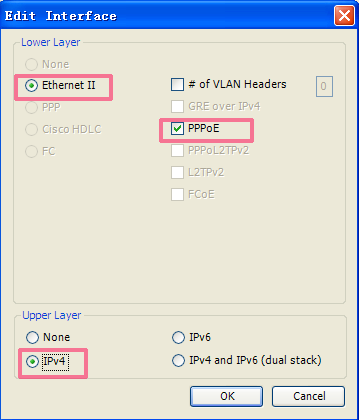 Edit Interface
Lower Layer
None
Ethernet II
# of VLAN Headers
0
PPP
GRE over IPv4
PPPoE
Cisco HDLC
PPPoL2TPv2
FC
L2TPv2
FCoE
Upper Layer
None
IPv6
IPv4
IPv4 and IPv6 (dual stack)
OK
Cancel